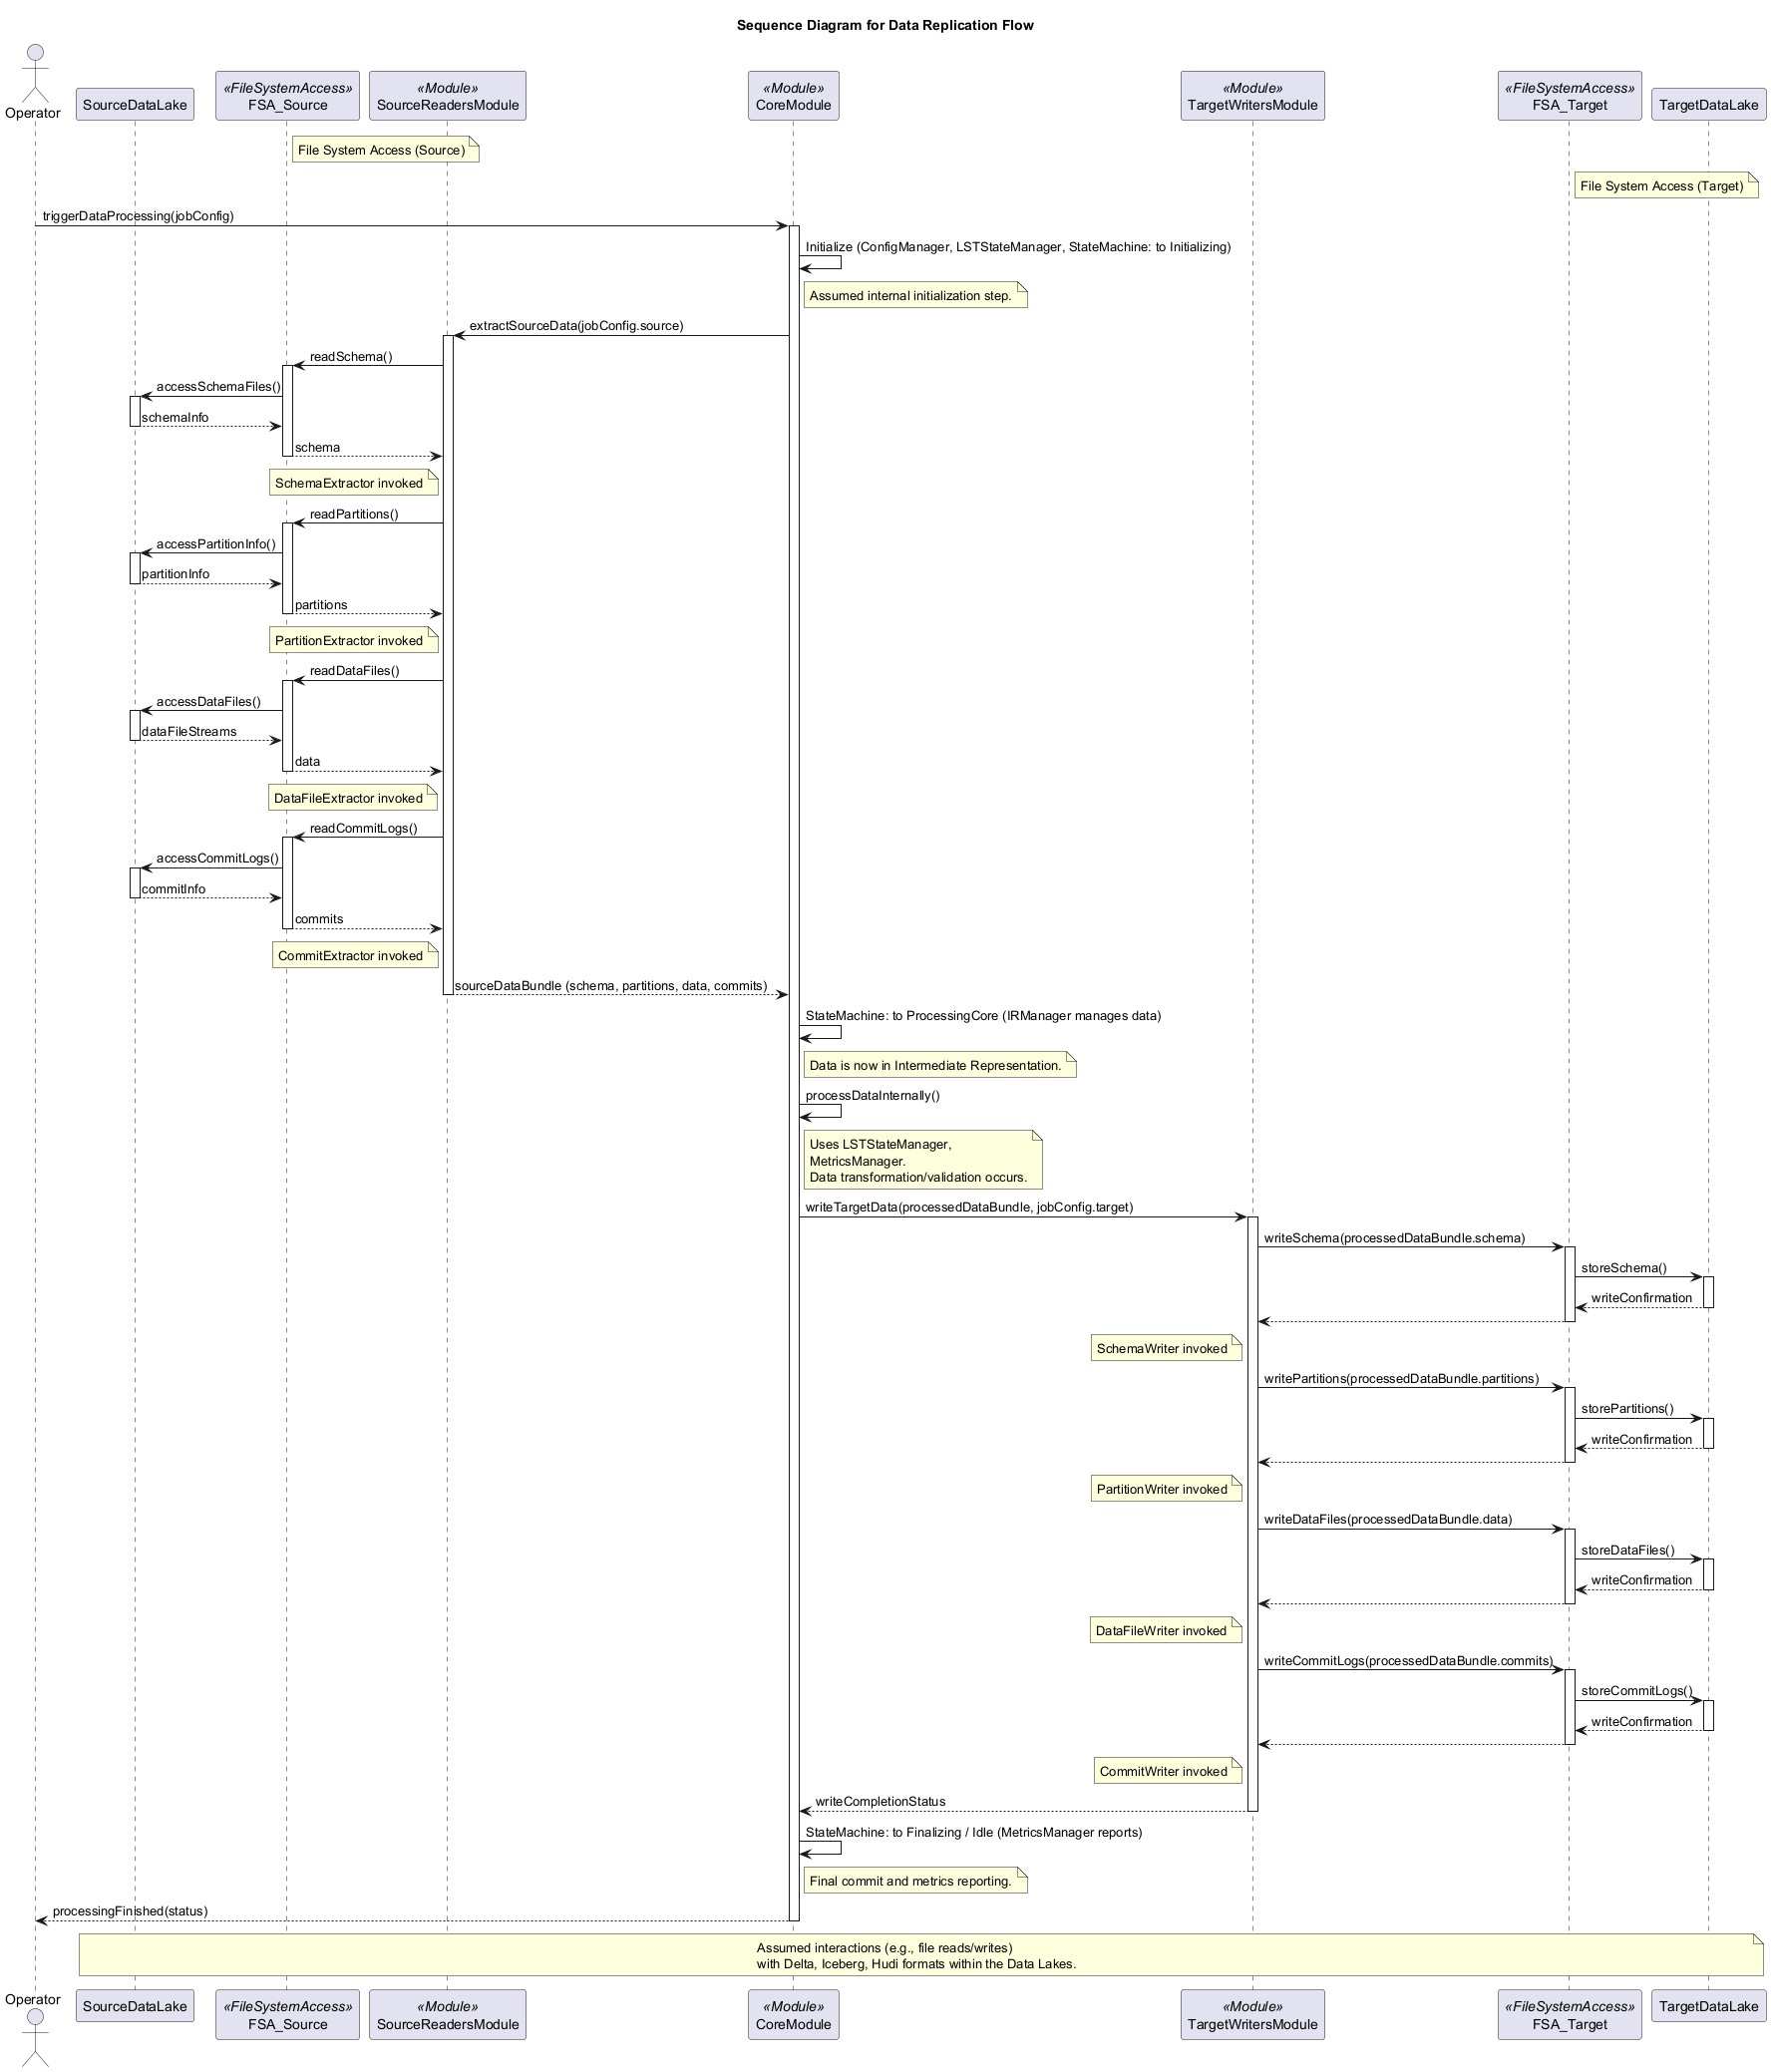 Sequence Diagram for Data Replication Flow
Operator
SourceDataLake
«FileSystemAccess»
FSA_Source
«Module»
SourceReadersModule
«Module»
CoreModule
«Module»
TargetWritersModule
«FileSystemAccess»
FSA_Target
TargetDataLake
File System Access (Source)
File System Access (Target)
triggerDataProcessing(jobConfig)
Initialize (ConfigManager, LSTStateManager, StateMachine: to Initializing)
Assumed internal initialization step.
extractSourceData(jobConfig.source)
readSchema()
accessSchemaFiles()
schemaInfo
schema
SchemaExtractor invoked
readPartitions()
accessPartitionInfo()
partitionInfo
partitions
PartitionExtractor invoked
readDataFiles()
accessDataFiles()
dataFileStreams
data
DataFileExtractor invoked
readCommitLogs()
accessCommitLogs()
commitInfo
commits
CommitExtractor invoked
sourceDataBundle (schema, partitions, data, commits)
StateMachine: to ProcessingCore (IRManager manages data)
Data is now in Intermediate Representation.
processDataInternally()
Uses LSTStateManager,
MetricsManager.
Data transformation/validation occurs.
writeTargetData(processedDataBundle, jobConfig.target)
writeSchema(processedDataBundle.schema)
storeSchema()
writeConfirmation
SchemaWriter invoked
writePartitions(processedDataBundle.partitions)
storePartitions()
writeConfirmation
PartitionWriter invoked
writeDataFiles(processedDataBundle.data)
storeDataFiles()
writeConfirmation
DataFileWriter invoked
writeCommitLogs(processedDataBundle.commits)
storeCommitLogs()
writeConfirmation
CommitWriter invoked
writeCompletionStatus
StateMachine: to Finalizing / Idle (MetricsManager reports)
Final commit and metrics reporting.
processingFinished(status)
Assumed interactions (e.g., file reads/writes)
with Delta, Iceberg, Hudi formats within the Data Lakes.
Operator
SourceDataLake
«FileSystemAccess»
FSA_Source
«Module»
SourceReadersModule
«Module»
CoreModule
«Module»
TargetWritersModule
«FileSystemAccess»
FSA_Target
TargetDataLake